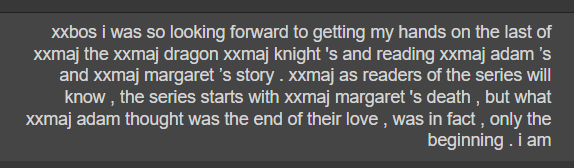 xxbos i was so looking forward to getting my hands on the last of
xxmaj the xxmaj dragon xxmaj knight 's and reading xxmaj adam ’s
and xxmaj margaret ’s story . xxmaj as readers of the series will
know , the series starts with xxmaj margaret 's death , but what
xxmaj adam thought was the end of their love , was in fact , only the
beginning . i am